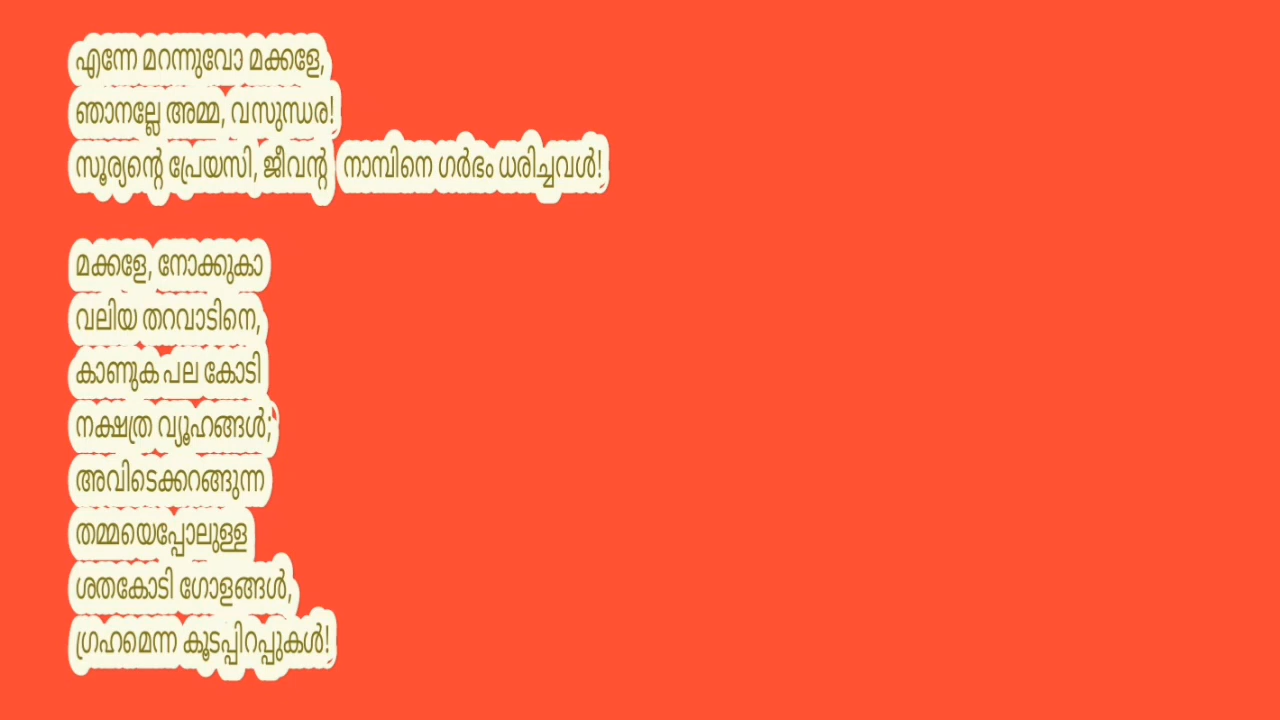 എന്നേ മറന്നുവോ മക്കളേ,
ഞാനല്ലേ അമ്മ, വസുന്ധര!
സൂര്യന്റെ പ്രേയസി, ജീവന്റ നാമ്പിനെ ഗർഭം ധരിച്ചവൾ!
മക്കളേ, നോക്കുകാ
വലിയ തറവാടിനെ,
കാണുക പല കോടി
നക്ഷത്ര വ്യൂഹങ്ങൾ;
അവിടെക്കറങ്ങുന്ന
തമ്മയെപ്പോലുള്ള
ശതകോടി ഗോളങ്ങൾ,
ഗ്രഹമെന്ന കൂടപ്പിറപ്പുകൾ!